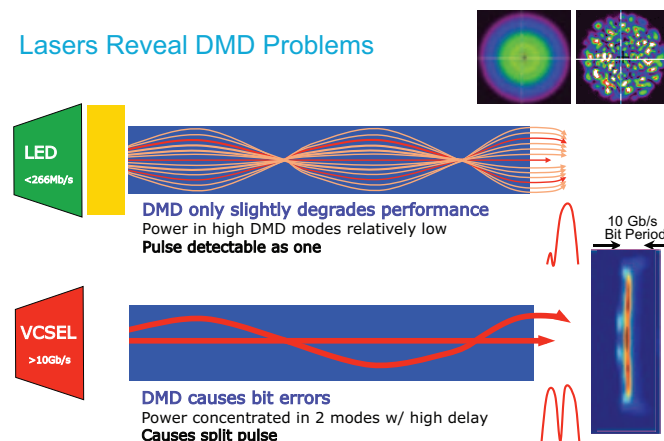 Lasers Reveal DMD Problems
LED
<266Mb/s
DMD only slightly degrades performance
Power in high DMD modes relatively low
Pulse detectable as one
10 Gb/s
Bit Period
VCSEL
>10Gb/s
DMD causes bit errors
Power concentrated in 2 modes w/ high delay
Causes split pulse